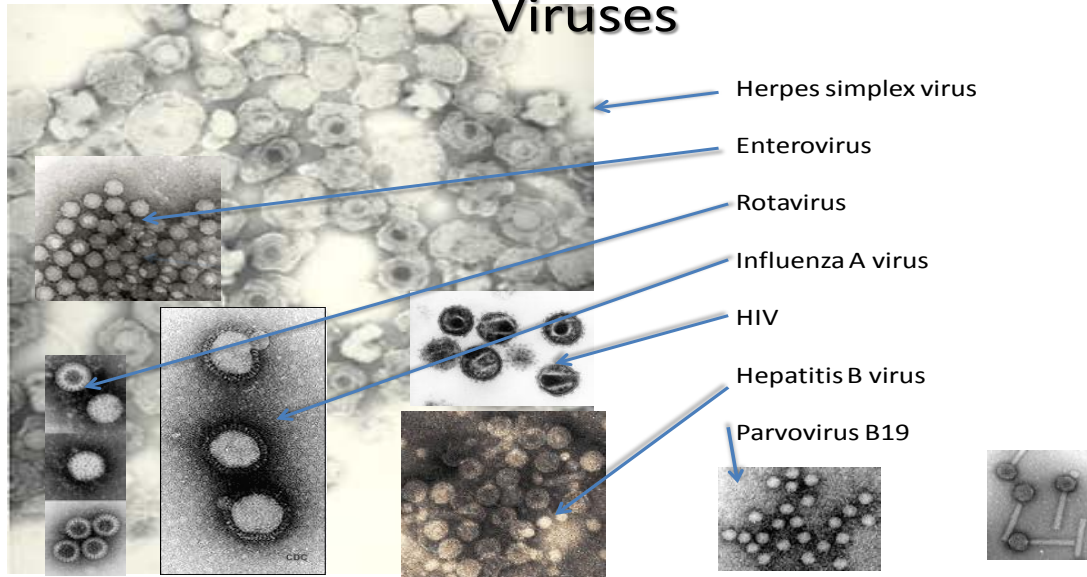 Viruses
Herpes simplex virus
Enterovirus
Rotavirus
Influenza A virus
HIV
Hepatitis B virus
Parvovirus B19
CDC